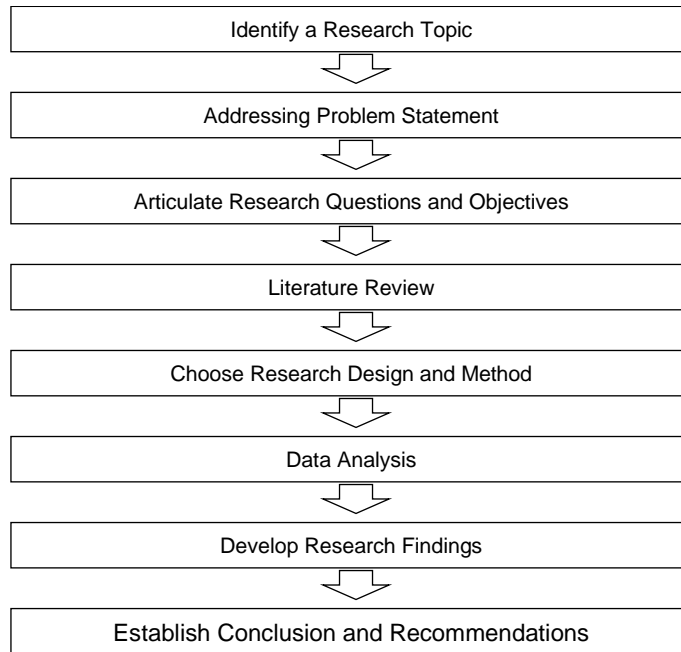 Identify a Research Topic
Addressing Problem Statement
Articulate Research Questions and Objectives
Literature Review
Choose Research Design and Method
Data Analysis
Develop Research Findings
Establish Conclusion and Recommendations